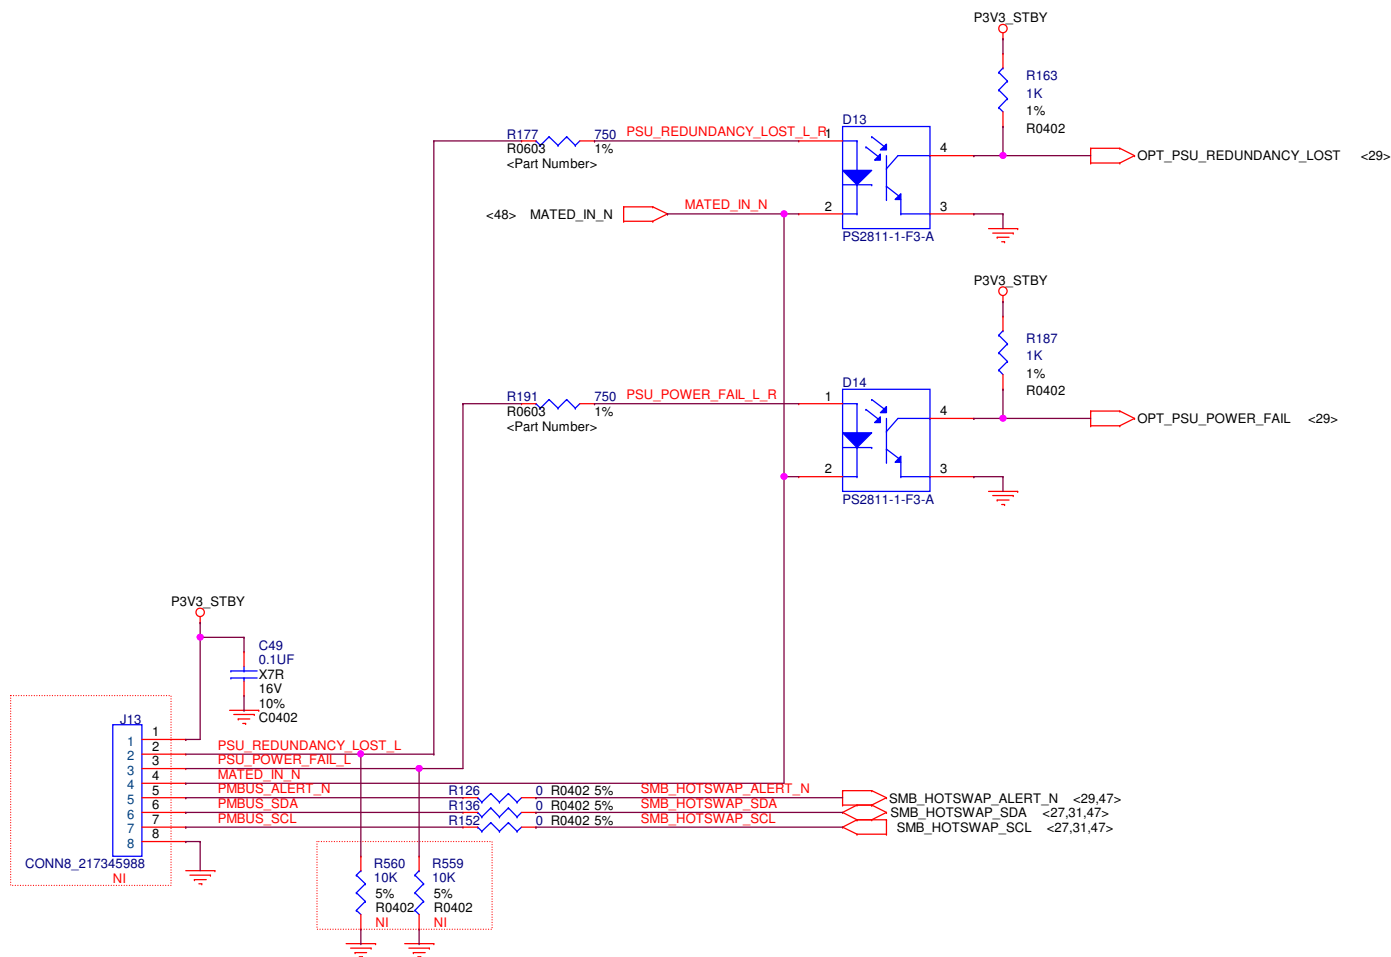 P3V3_STBY
R163
1K
1%
R0402
D13
R177
750
PSU_REDUNDANCY_LOST_L_R
1
R0603
1%
<Part Number>
4
OPT_PSU_REDUNDANCY_LOST <29>
<48> MATED_IN_N
MATED_IN_N
2
3
PS2811-1-F3-A
P3V3_STBY
R187
1K
1%
R0402
D14
R191
750
PSU_POWER_FAIL_L_R
1
R0603
1%
<Part Number>
4
OPT_PSU_POWER_FAIL <29>
2
3
PS2811-1-F3-A
P3V3_STBY
C49
0.1UF
X7R
16V
10%
C0402
J13
1
1
2
2
PSU_REDUNDANCY_LOST_L
3
3
PSU_POWER_FAIL_L
4
4
MATED_IN_N
5
5
PMBUS_ALERT_N
R126
0 R0402 5%
SMB_HOTSWAP_ALERT_N
SMB_HOTSWAP_ALERT_N <29,47>
6
6
PMBUS_SDA
R136
0 R0402 5%
SMB_HOTSWAP_SDA
SMB_HOTSWAP_SDA <27,31,47>
7
7
PMBUS_SCL
R152
0 R0402 5%
SMB_HOTSWAP_SCL
SMB_HOTSWAP_SCL <27,31,47>
8
8
CONN8_217345988
NI
R560
10K
5%
R0402
NI
R559
10K
5%
R0402
NI